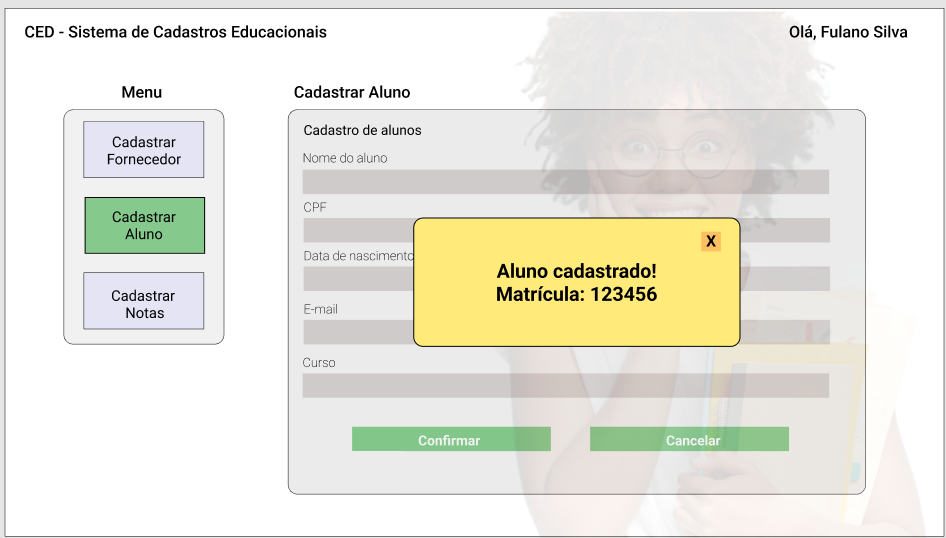 CED - Sistema de Cadastros Educacionais
Olá, Fulano Silva
Menu
Cadastrar
Fornecedor
Cadastrar
Aluno
Cadastrar
Notas
Cadastrar Aluno
Cadastro de alunos
Nome do aluno
CPF
Data de nascimento
E-mail
Curso
X
Aluno cadastrado!
Matrícula: 123456
Confirmar
Cancelar